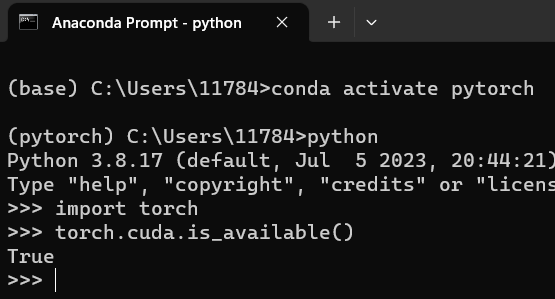 Anaconda Prompt - python
(base) C:\Users\11784>conda activate pytorch
(pytorch) C:\Users\11784>python
Python 3.8.17 (default, Jul  5 2023, 20:44:21)
Type "help", "copyright", "credits" or "licens
>>> import torch
>>> torch.cuda.is_available()
True
>>>